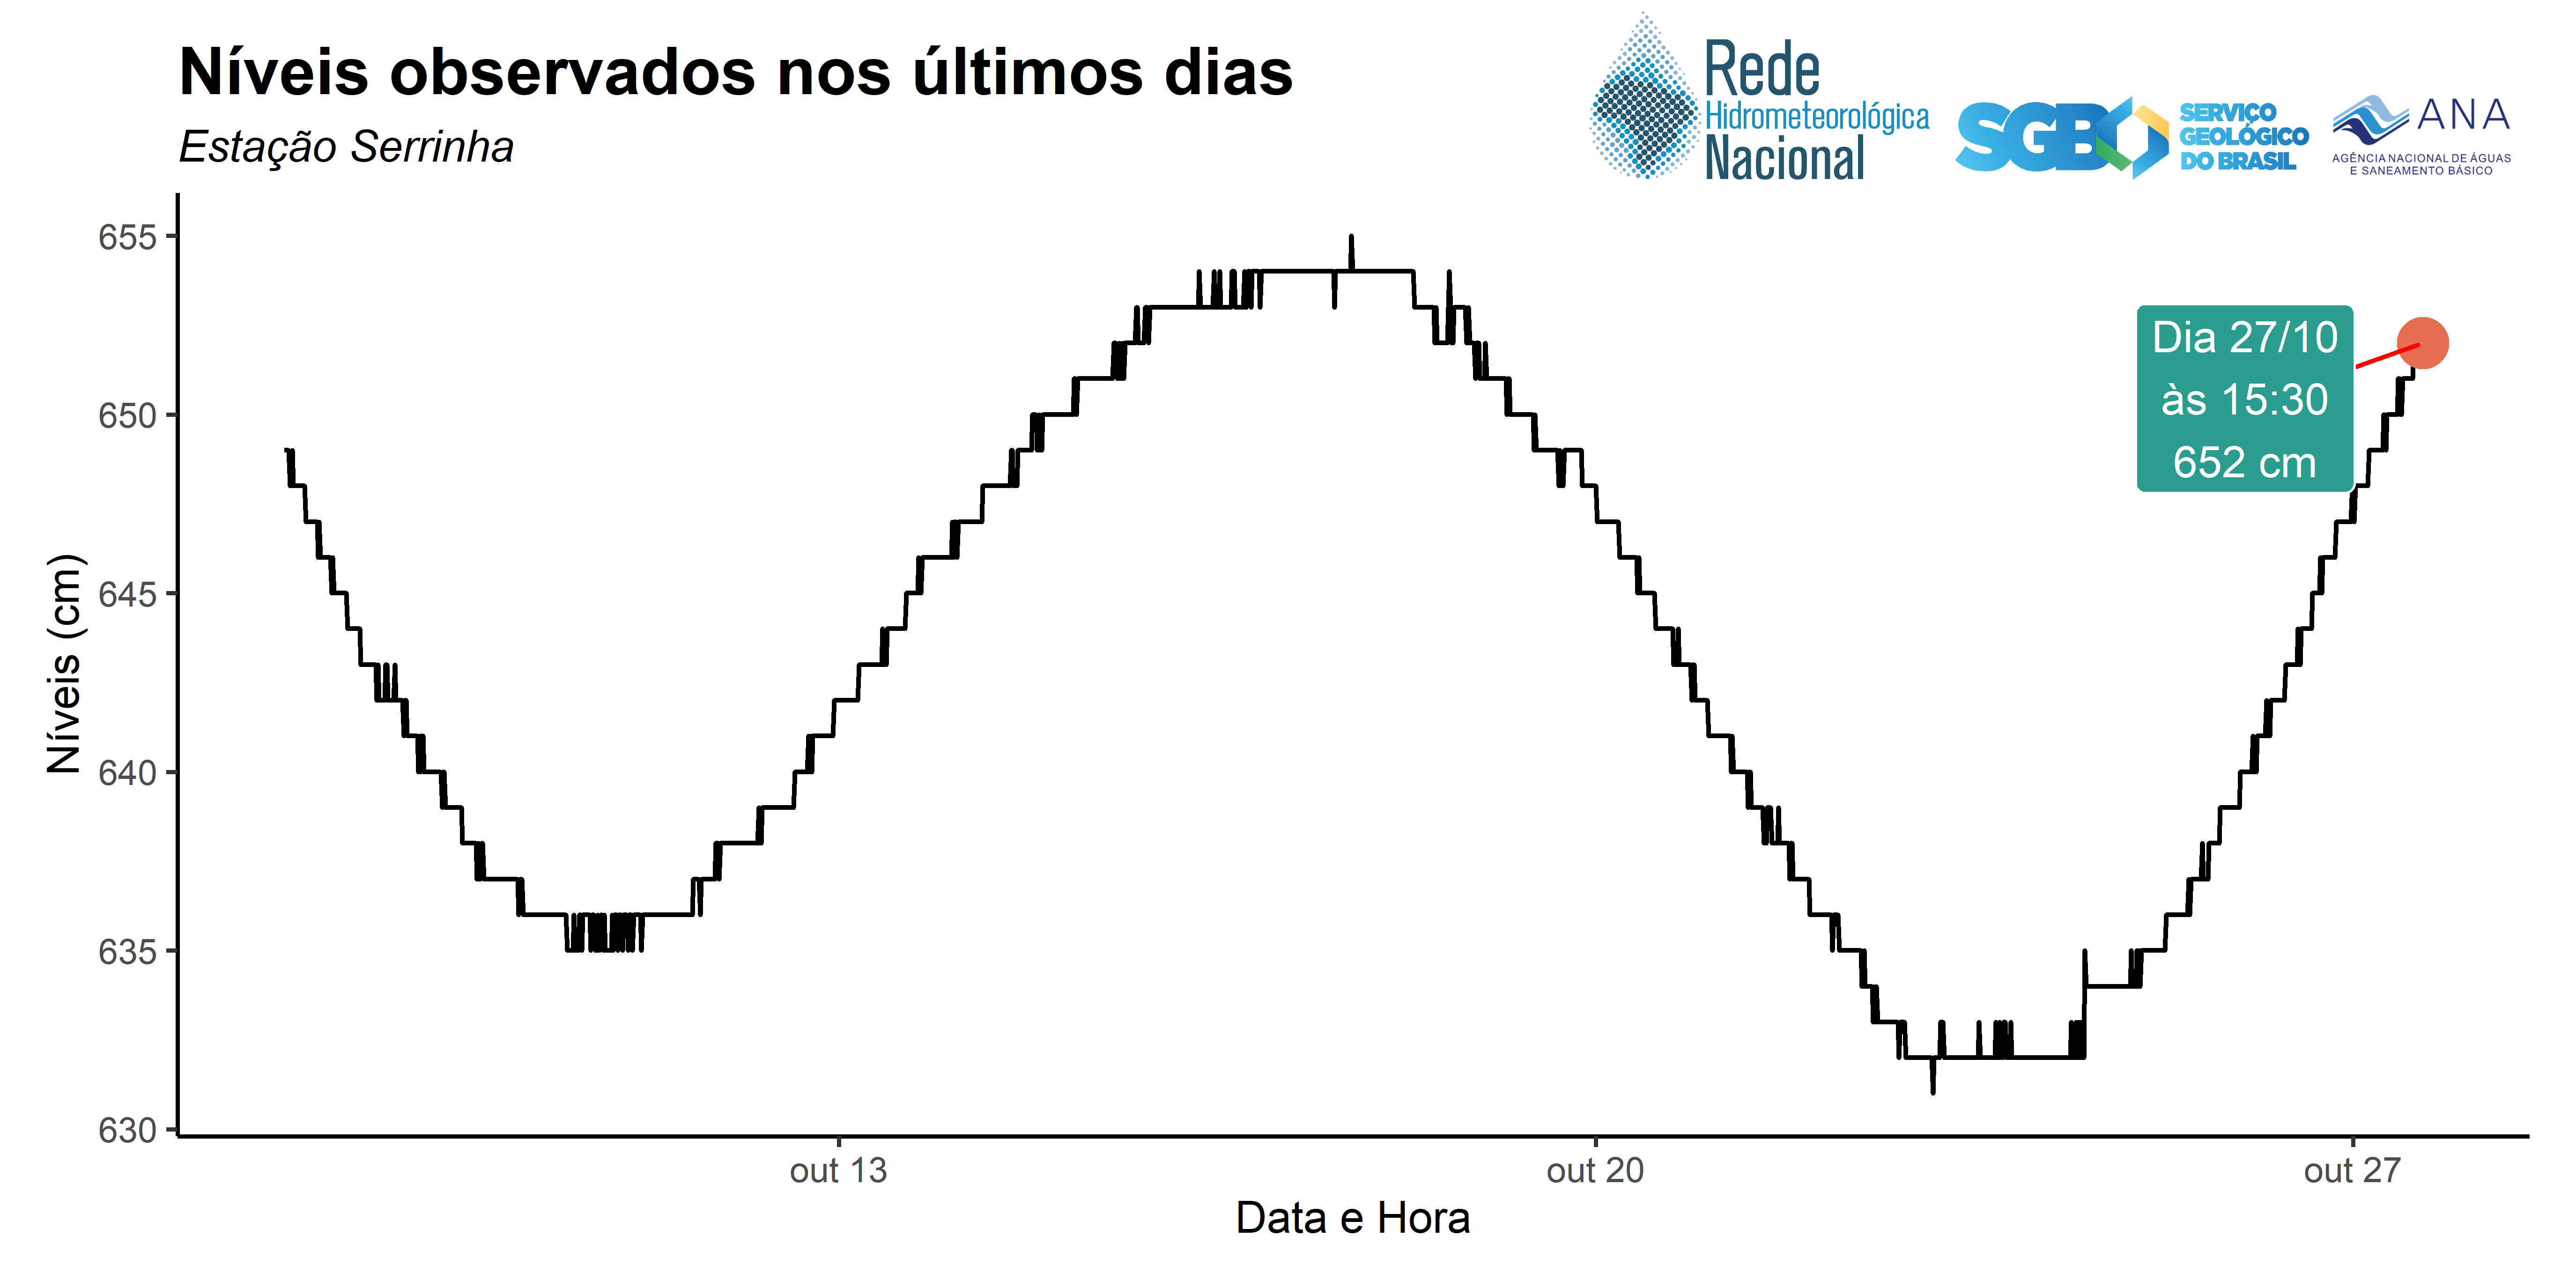 Níveis observados nos últimos dias
Estação Serrinha
Rede
Hidrometeorológica
Nacional
SGB
SERVIÇO
GEOLÓGICO
DO BRASIL
ANA
AGÊNCIA NACIONAL DE ÁGUAS
E SANEAMENTO BÁSICO
Níveis (cm)
655
650
645
640
635
630
Dia 27/10
às 15:30
652 cm
out 13
out 20
out 27
Data e Hora